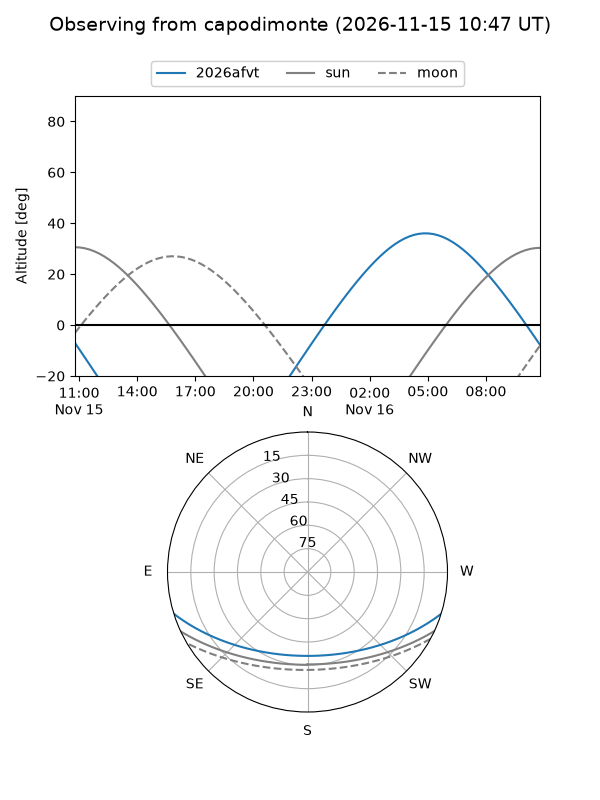 Observing from capodimonte (2026-11-15 10:47 UT)
2026afvt sun moon
80
60
40
20
0
−20
Altitude [deg]
11:00 14:00 17:00 20:00 23:00 02:00 05:00 08:00
Nov 15 Nov 16
N
NE NW
15
30
45
60
75
E W
SE SW
S